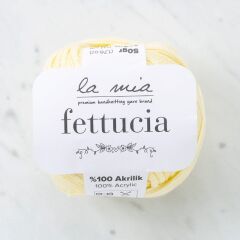 50gr
la mia
premium handknitting yarn brand
fettucia
%100 Akrilik
100% Acrylic